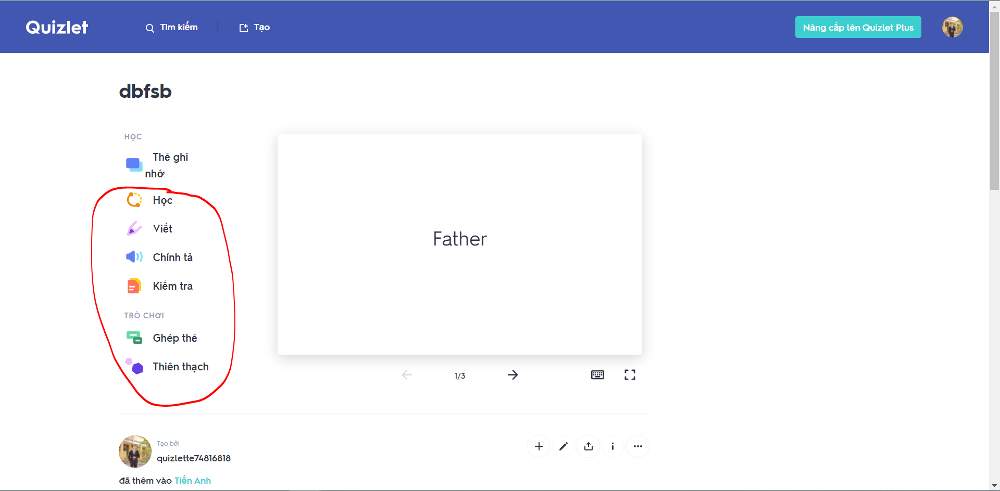 Quizlet
Tìm kiếm
Tạo
Nâng cấp lên Quizlet Plus
dbfsb
HỌC
Thẻ ghi
nhớ
Học
Viết
Chính tả
Kiểm tra
TRÒ CHƠI
Ghép thẻ
Thiên thạch
Father
1/3
Tạo bởi
quizlette74816818
đã thêm vào Tiến Anh